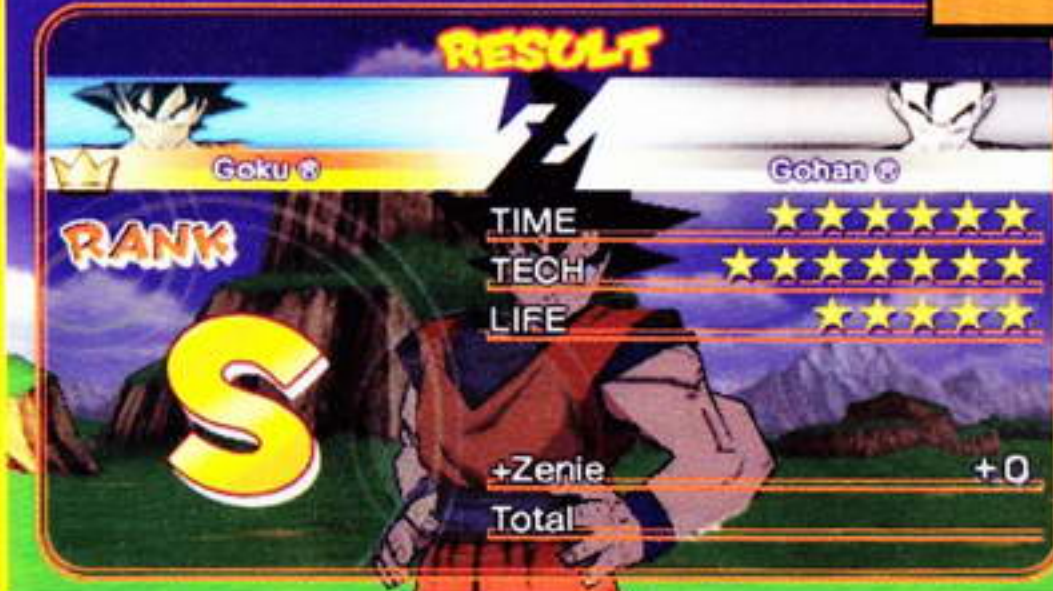 RESULT
Z
Goku ®
Gohan ®
RANK
S
TIME ★★★★★★
TECH ★★★★★★★
LIFE ★★★★★
+Zenie +0
Total